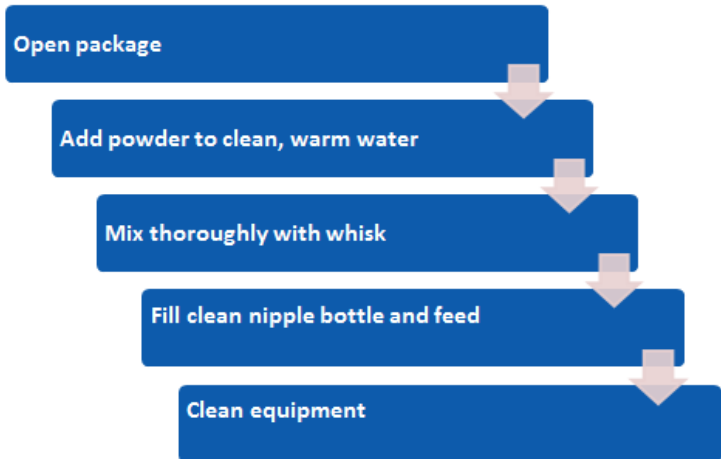 Open package
Add powder to clean, warm water
Mix thoroughly with whisk
Fill clean nipple bottle and feed
Clean equipment